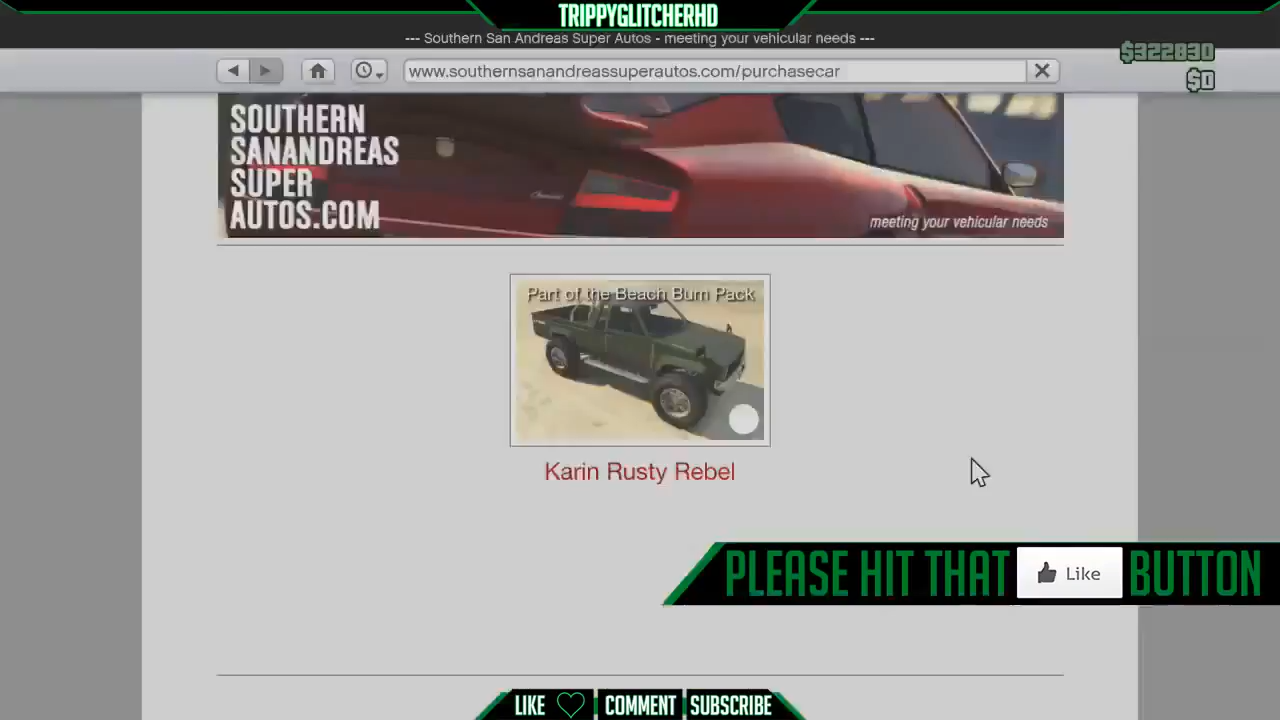 TRIPPYGLITCHERHD
--- Southern San Andreas Super Autos - meeting your vehicular needs ---
$322830
www.southernsanandreassuperautos.com/purchasecar
$0
SOUTHERN
SANANDREAS
SUPER
AUTOS.COM
meeting your vehicular needs
Part of the Beach Bum Pack
Karin Rusty Rebel
PLEASE HIT THAT Like BUTTON
LIKE COMMENT SUBSCRIBE